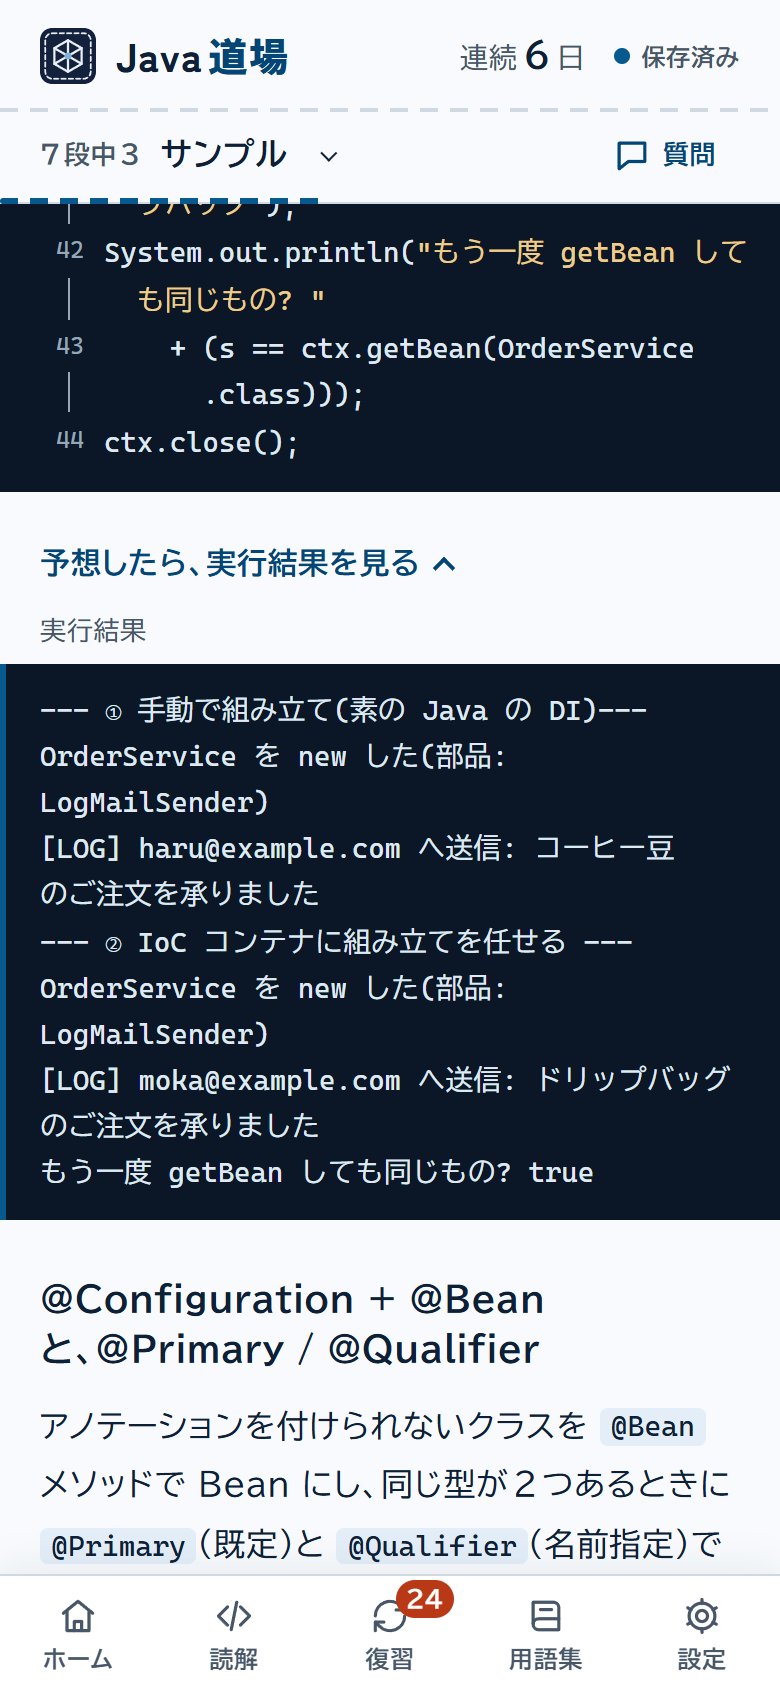 Java道場
連続 6 日
保存済み
7段中3 サンプル
質問
42 System.out.println("もう一度 getBean して
も同じもの? "
43 + (s == ctx.getBean(OrderService
.class)));
44 ctx.close();
予想したら、実行結果を見る
実行結果
--- ① 手動で組み立て(素の Java の DI)---
OrderService を new した(部品:
LogMailSender)
[LOG] haru@example.com へ送信: コーヒー豆
のご注文を承りました
--- ② IoC コンテナに組み立てを任せる ---
OrderService を new した(部品:
LogMailSender)
[LOG] moka@example.com へ送信: ドリップバッグ
のご注文を承りました
もう一度 getBean しても同じもの? true
@Configuration + @Bean
と、@Primary / @Qualifier
アノテーションを付けられないクラスを @Bean
メソッドで Bean にし、同じ型が2つあるときに
@Primary(既定)と @Qualifier(名前指定)で
24
ホーム
読解
復習
用語集
設定